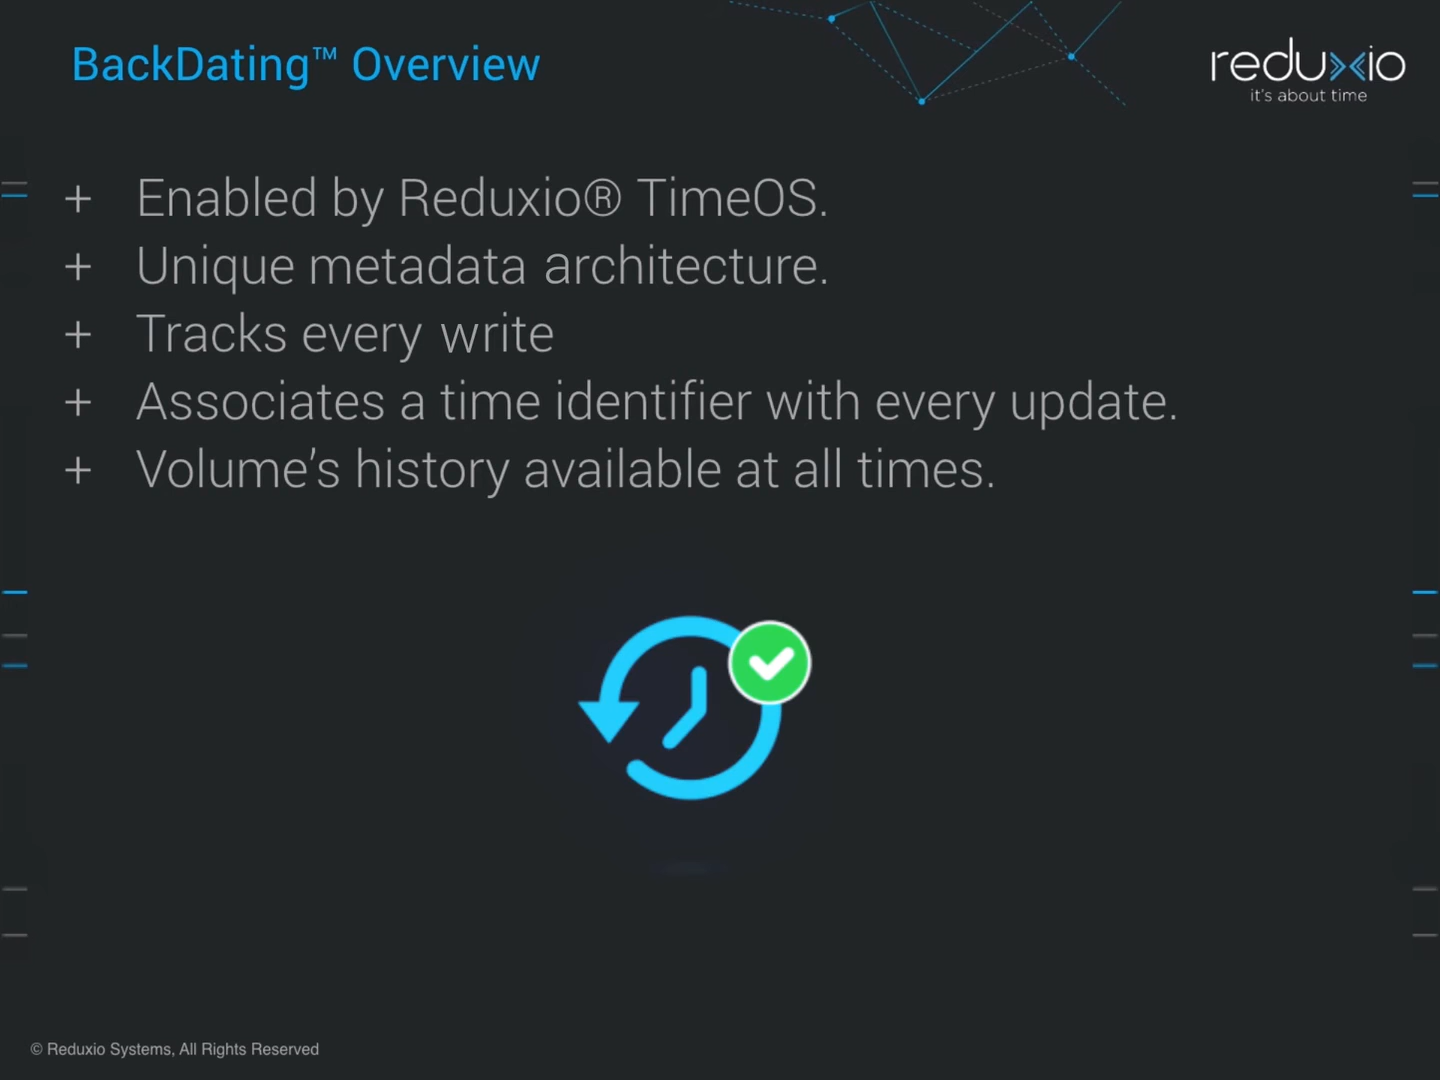 BackDating™ Overview
reduxio
it's about time
+ Enabled by Reduxio® TimeOS.
+ Unique metadata architecture.
+ Tracks every write
+ Associates a time identifier with every update.
+ Volume's history available at all times.
© Reduxio Systems, All Rights Reserved